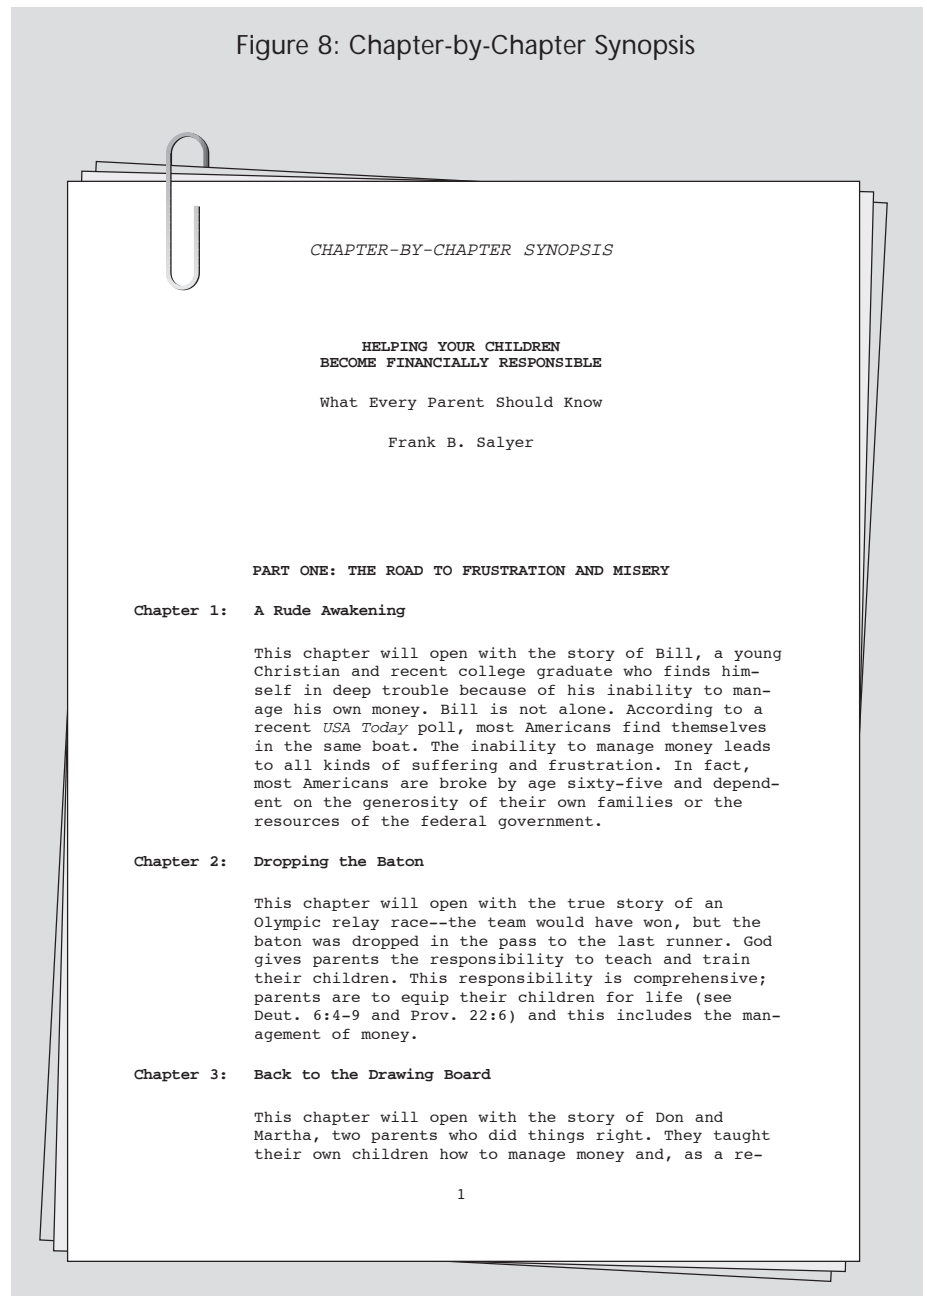 Figure 8: Chapter-by-Chapter Synopsis
CHAPTER-BY-CHAPTER SYNOPSIS
HELPING YOUR CHILDREN
BECOME FINANCIALLY RESPONSIBLE
What Every Parent Should Know
Frank B. Salyer
PART ONE: THE ROAD TO FRUSTRATION AND MISERY
Chapter 1: A Rude Awakening
This chapter will open with the story of Bill, a young
Christian and recent college graduate who finds him-
self in deep trouble because of his inability to man-
age his own money. Bill is not alone. According to a
recent USA Today poll, most Americans find themselves
in the same boat. The inability to manage money leads
to all kinds of suffering and frustration. In fact,
most Americans are broke by age sixty-five and depend-
ent on the generosity of their own families or the
resources of the federal government.
Chapter 2: Dropping the Baton
This chapter will open with the true story of an
Olympic relay race--the team would have won, but the
baton was dropped in the pass to the last runner. God
gives parents the responsibility to teach and train
their children. This responsibility is comprehensive;
parents are to equip their children for life (see
Deut. 6:4-9 and Prov. 22:6) and this includes the man-
agement of money.
Chapter 3: Back to the Drawing Board
This chapter will open with the story of Don and
Martha, two parents who did things right. They taught
their own children how to manage money and, as a re-
1